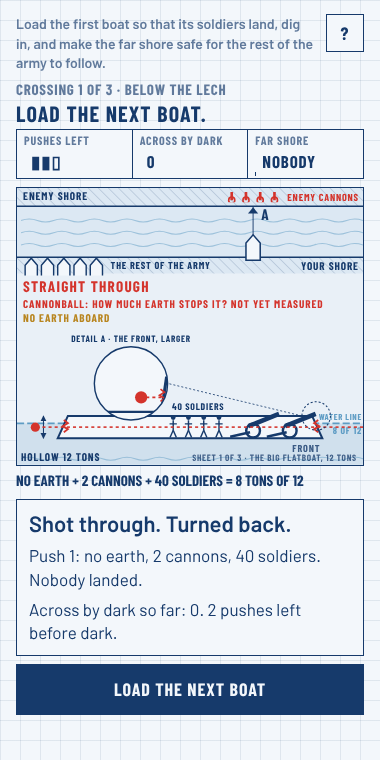 Load the first boat so that its soldiers land, dig
in, and make the far shore safe for the rest of the
army to follow.
?
CROSSING 1 OF 3 · BELOW THE LECH
LOAD THE NEXT BOAT.
PUSHES LEFT
ACROSS BY DARK
0
FAR SHORE
NOBODY
ENEMY SHORE
ENEMY CANNONS
A
THE REST OF THE ARMY
YOUR SHORE
STRAIGHT THROUGH
CANNONBALL: HOW MUCH EARTH STOPS IT? NOT YET MEASURED
NO EARTH ABOARD
DETAIL A · THE FRONT, LARGER
40 SOLDIERS
WATER LINE
8 OF 12
FRONT
HOLLOW 12 TONS
SHEET 1 OF 3 · THE BIG FLATBOAT, 12 TONS
NO EARTH + 2 CANNONS + 40 SOLDIERS = 8 TONS OF 12
Shot through. Turned back.
Push 1: no earth, 2 cannons, 40 soldiers.
Nobody landed.
Across by dark so far: 0. 2 pushes left
before dark.
LOAD THE NEXT BOAT